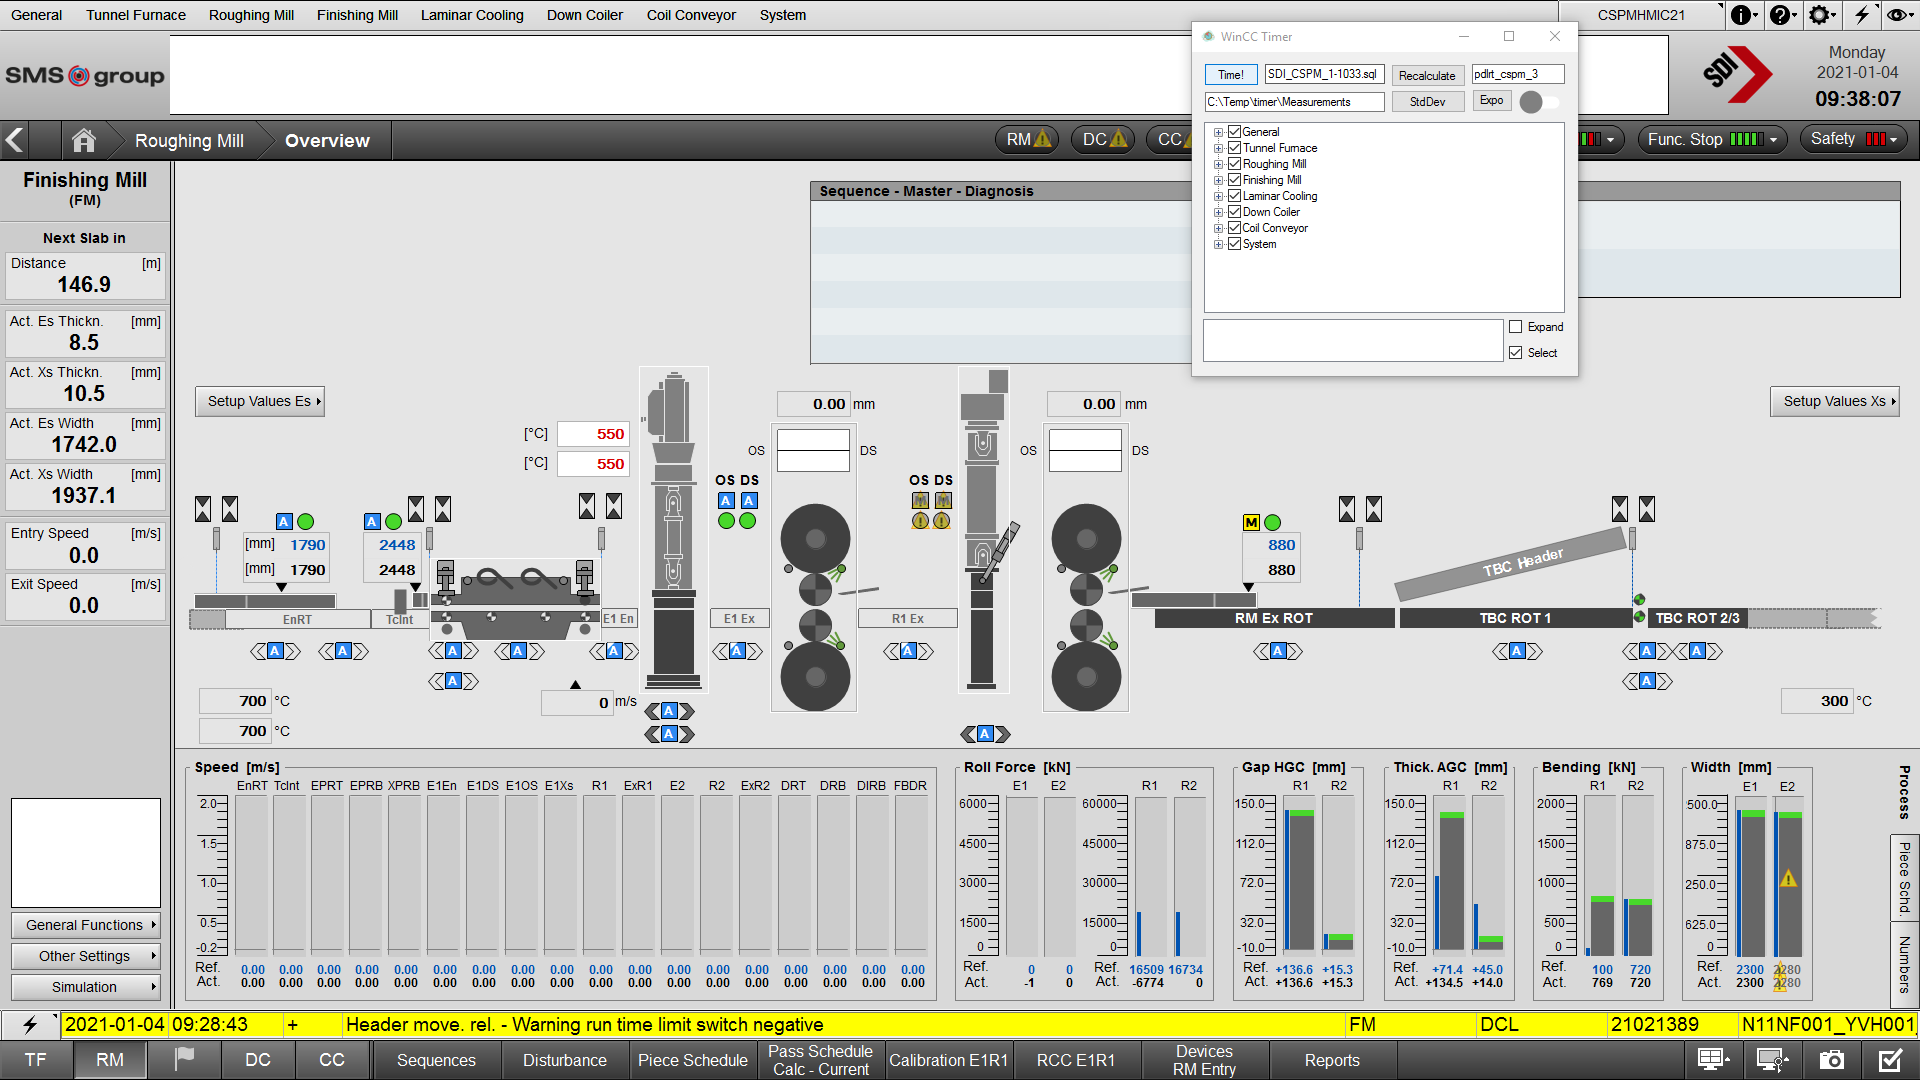 General Tunnel Furnace Roughing Mill Finishing Mill Laminar Cooling Down Coiler Coil Conveyor System CSPMHMIC21
SMS group
SDI
Monday
2021-01-04
09:38:07
WinCC Timer
Time! SDI_CSPM_1-1033.sql Recalculate pdlrt_cspm_3
C:\Temp\timer\Measurements StdDev Expo
General
Tunnel Furnace
Roughing Mill
Finishing Mill
Laminar Cooling
Down Coiler
Coil Conveyor
System
Expand
Select
Roughing Mill Overview RM DC CC Func. Stop Safety
Finishing Mill
(FM)
Next Slab in
Distance [m]
146.9
Act. Es Thickn. [mm]
8.5
Act. Xs Thickn. [mm]
10.5
Act. Es Width [mm]
1742.0
Act. Xs Width [mm]
1937.1
Entry Speed [m/s]
0.0
Exit Speed [m/s]
0.0
General Functions
Other Settings
Simulation
Sequence - Master - Diagnosis
Setup Values Es
Setup Values Xs
0.00 mm 0.00 mm
[°C] 550
[°C] 550
OS DS OS DS
OS DS OS DS
A A
A A M
[mm] 1790 2448 880
[mm] 1790 2448 880
TBC Header
EnRT TcInt E1 En E1 Ex R1 Ex RM Ex ROT TBC ROT 1 TBC ROT 2/3
A A A A A A A A A A A
A A
700 °C
700 °C
0 m/s
A
A A
300 °C
Speed [m/s]
EnRT TcInt EPRT EPRB XPRB E1En E1DS E1OS E1Xs R1 ExR1 E2 R2 ExR2 DRT DRB DIRB FBDR
2.0
1.5
1.0
0.5
-0.2
Ref. 0.00 0.00 0.00 0.00 0.00 0.00 0.00 0.00 0.00 0.00 0.00 0.00 0.00 0.00 0.00 0.00 0.00 0.00
Act. 0.00 0.00 0.00 0.00 0.00 0.00 0.00 0.00 0.00 0.00 0.00 0.00 0.00 0.00 0.00 0.00 0.00 0.00
Roll Force [kN]
E1 E2 R1 R2
6000 60000
4500 45000
3000 30000
1500 15000
0 0
Ref. 0 0 Ref. 16509 16734
Act. -1 0 Act. -6774 0
Gap HGC [mm]
R1 R2
150.0
112.0
72.0
32.0
-10.0
Ref. +136.6 +15.3
Act. +136.6 +15.3
Thick. AGC [mm]
R1 R2
150.0
112.0
72.0
32.0
-10.0
Ref. +71.4 +45.0
Act. +134.5 +14.0
Bending [kN]
R1 R2
2000
1500
1000
500
0
Ref. 100 720
Act. 769 720
Width [mm]
E1 E2
500.0
875.0
250.0
625.0
0
Ref. 2300 2280
Act. 2300 2280
Process
Piece Schd.
Numbers
2021-01-04 09:28:43 + Header move. rel. - Warning run time limit switch negative FM DCL 21021389 N11NF001_YVH001
TF RM DC CC Sequences Disturbance Piece Schedule Pass Schedule Calc - Current Calibration E1R1 RCC E1R1 Devices RM Entry Reports